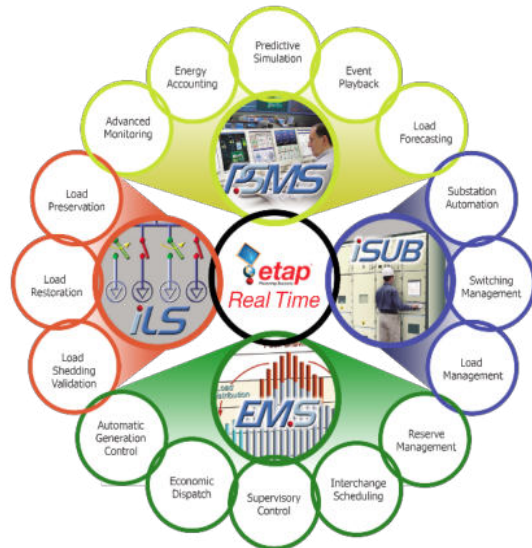 Predictive
Simulation
Energy
Accounting
Event
Playback
Advanced
Monitoring
Load
Forecasting
PSMS
Load
Preservation
Substation
Automation
iSUB
etap
Real Time
iLS
Load
Restoration
Switching
Management
Load
Shedding
Validation
Load
Management
EMS
Automatic
Generation
Control
Reserve
Management
Economic
Dispatch
Interchange
Scheduling
Supervisory
Control